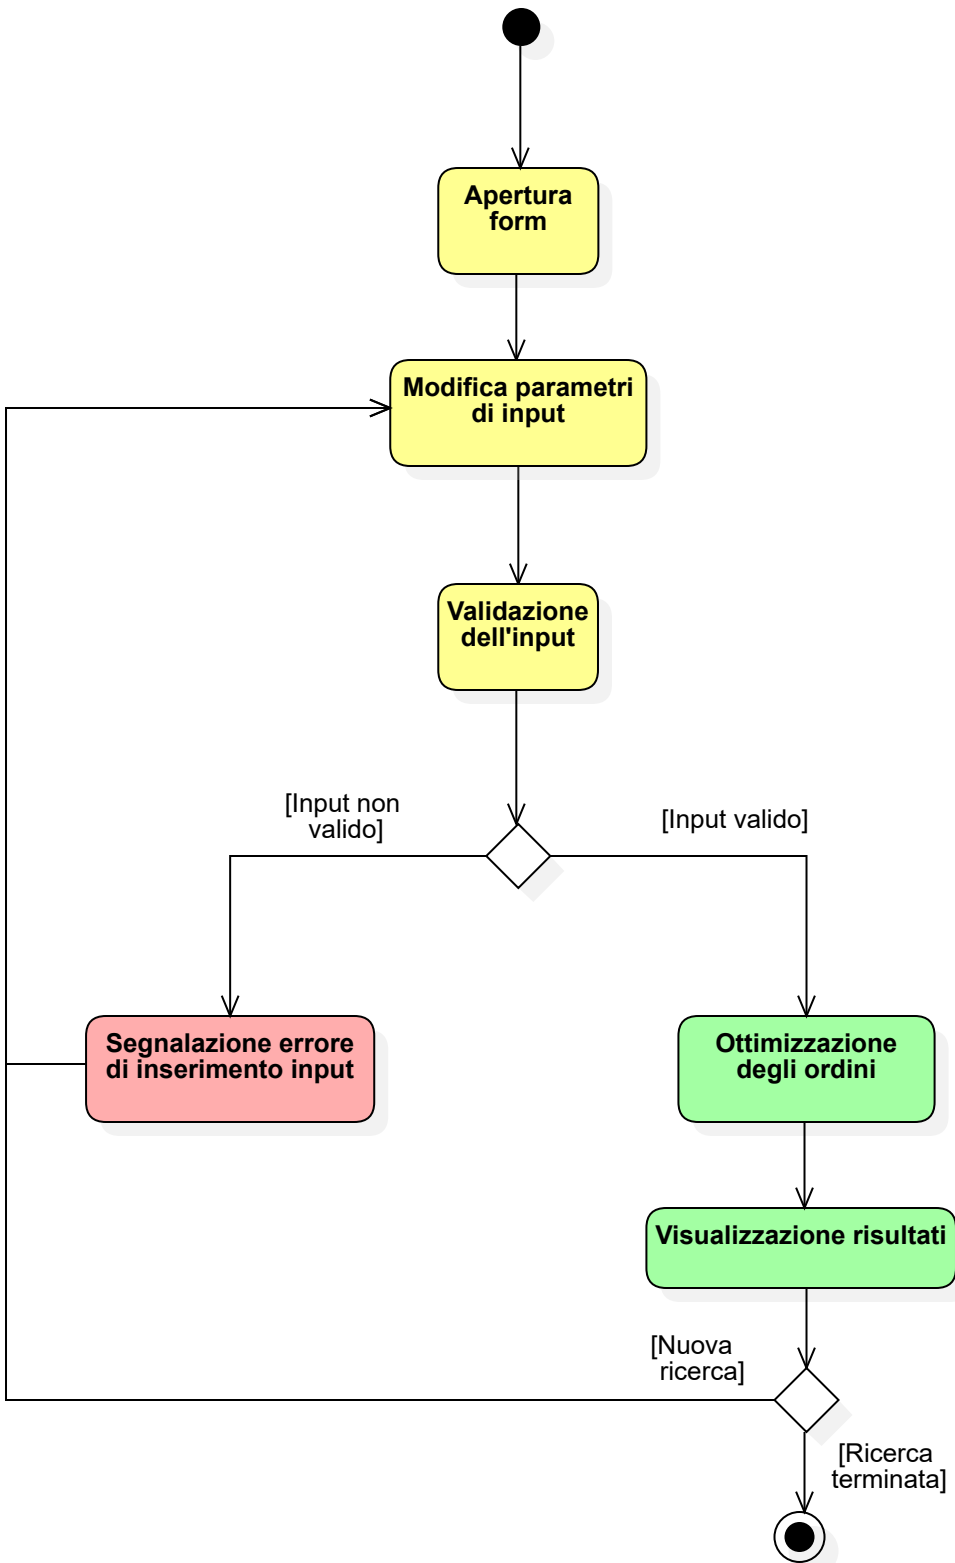 Apertura
form
Modifica parametri
di input
Validazione
dell'input
[Input non
valido]
[Input valido]
Segnalazione errore
di inserimento input
Ottimizzazione
degli ordini
Visualizzazione risultati
[Nuova
ricerca]
[Ricerca
terminata]